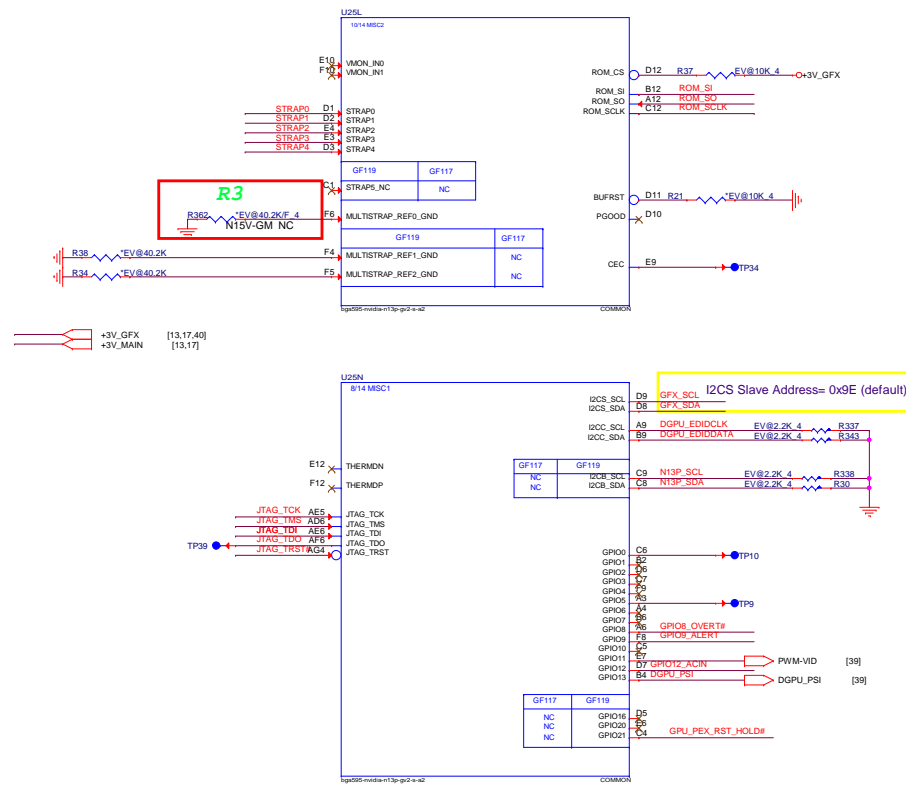 U25L
10/14 MISC2
E10 VMON_IN0
F10 VMON_IN1
ROM_CS D12 R37 EV@10K_4 +3V_GFX
ROM_SI B12 ROM_SI
ROM_SO A12 ROM_SO
ROM_SCLK C12 ROM_SCLK
STRAP0 D1 STRAP0
STRAP1 D2 STRAP1
STRAP2 E4 STRAP2
STRAP3 E3 STRAP3
STRAP4 D3 STRAP4
GF119 GF117
C1 STRAP5_NC NC
R3
BUFRST D11 R21 *EV@10K_4
R362 *EV@40.2K/F_4 F6 MULTISTRAP_REF0_GND
N15V-GM NC
PGOOD D10
GF119 GF117
R38 *EV@40.2K F4 MULTISTRAP_REF1_GND NC
R34 *EV@40.2K F5 MULTISTRAP_REF2_GND NC
CEC E9 TP34
bga595-nvidia-n13p-gv2-s-a2 COMMON
+3V_GFX [13,17,40]
+3V_MAIN [13,17]
U25N
8/14 MISC1
I2CS Slave Address= 0x9E (default)
I2CS_SCL D9 GFX_SCL
I2CS_SDA D8 GFX_SDA
I2CC_SCL A9 DGPU_EDIDCLK EV@2.2K_4 R337
I2CC_SDA B9 DGPU_EDIDDATA EV@2.2K_4 R343
E12 THERMDN
GF117 GF119
NC I2CB_SCL C9 N13P_SCL EV@2.2K_4 R338
NC I2CB_SDA C8 N13P_SDA EV@2.2K_4 R30
F12 THERMDP
JTAG_TCK AE5 JTAG_TCK
JTAG_TMS AD6 JTAG_TMS
JTAG_TDI AE6 JTAG_TDI
TP39 JTAG_TDO AF6 JTAG_TDO
JTAG_TRST# AG4 JTAG_TRST
GPIO0 C6 TP10
GPIO1 B2
GPIO2 D6
GPIO3 C7
GPIO4 F9
GPIO5 A3 TP9
GPIO6 A4
GPIO7 B6
GPIO8 A6 GPIO8_OVERT#
GPIO9 F8 GPIO9_ALERT
GPIO10 C5
GPIO11 E7 PWM-VID [39]
GPIO12 D7 GPIO12_ACIN
GPIO13 B4 DGPU_PSI DGPU_PSI [39]
GF117 GF119
NC GPIO16 D5
NC GPIO20 E6
NC GPIO21 C4 GPU_PEX_RST_HOLD#
bga595-nvidia-n13p-gv2-s-a2 COMMON